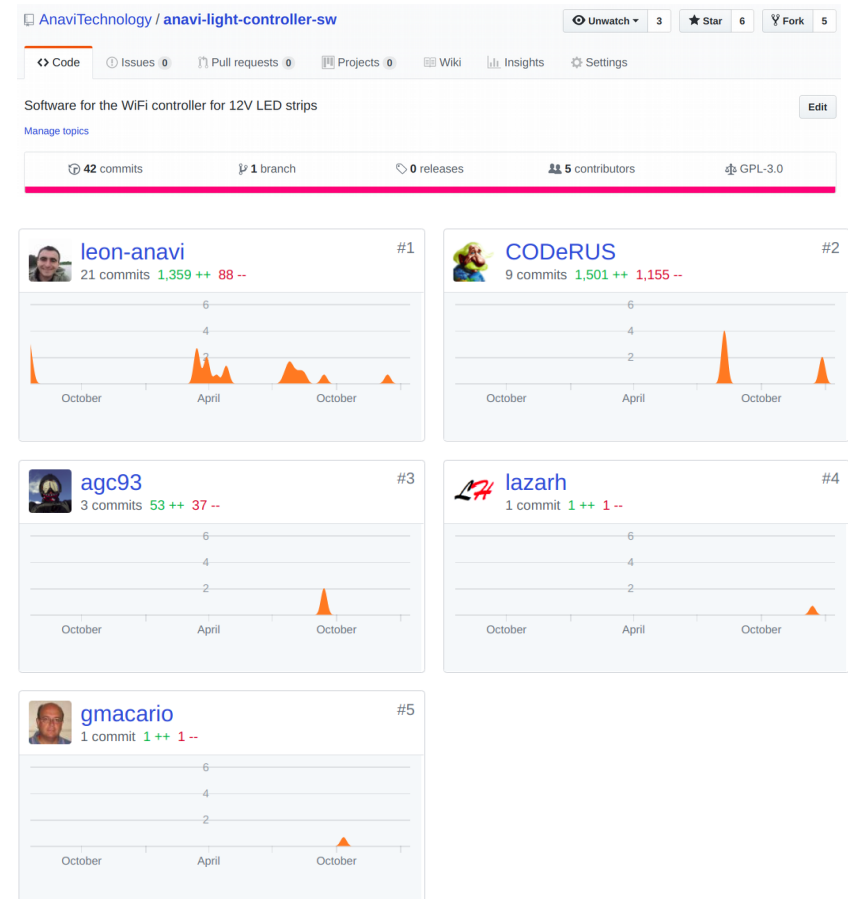 AnaviTechnology / anavi-light-controller-sw
Unwatch 3 Star 6 Fork 5
Code Issues 0 Pull requests 0 Projects 0 Wiki Insights Settings
Software for the WiFi controller for 12V LED strips
Edit
Manage topics
42 commits 1 branch 0 releases 5 contributors GPL-3.0
leon-anavi #1
21 commits 1,359 ++ 88 --
6
4
2
October April October
CODeRUS #2
9 commits 1,501 ++ 1,155 --
6
4
2
October April October
agc93 #3
3 commits 53 ++ 37 --
6
4
2
October April October
LH
lazarh #4
1 commit 1 ++ 1 --
6
4
2
October April October
gmacario #5
1 commit 1 ++ 1 --
6
4
2
October April October